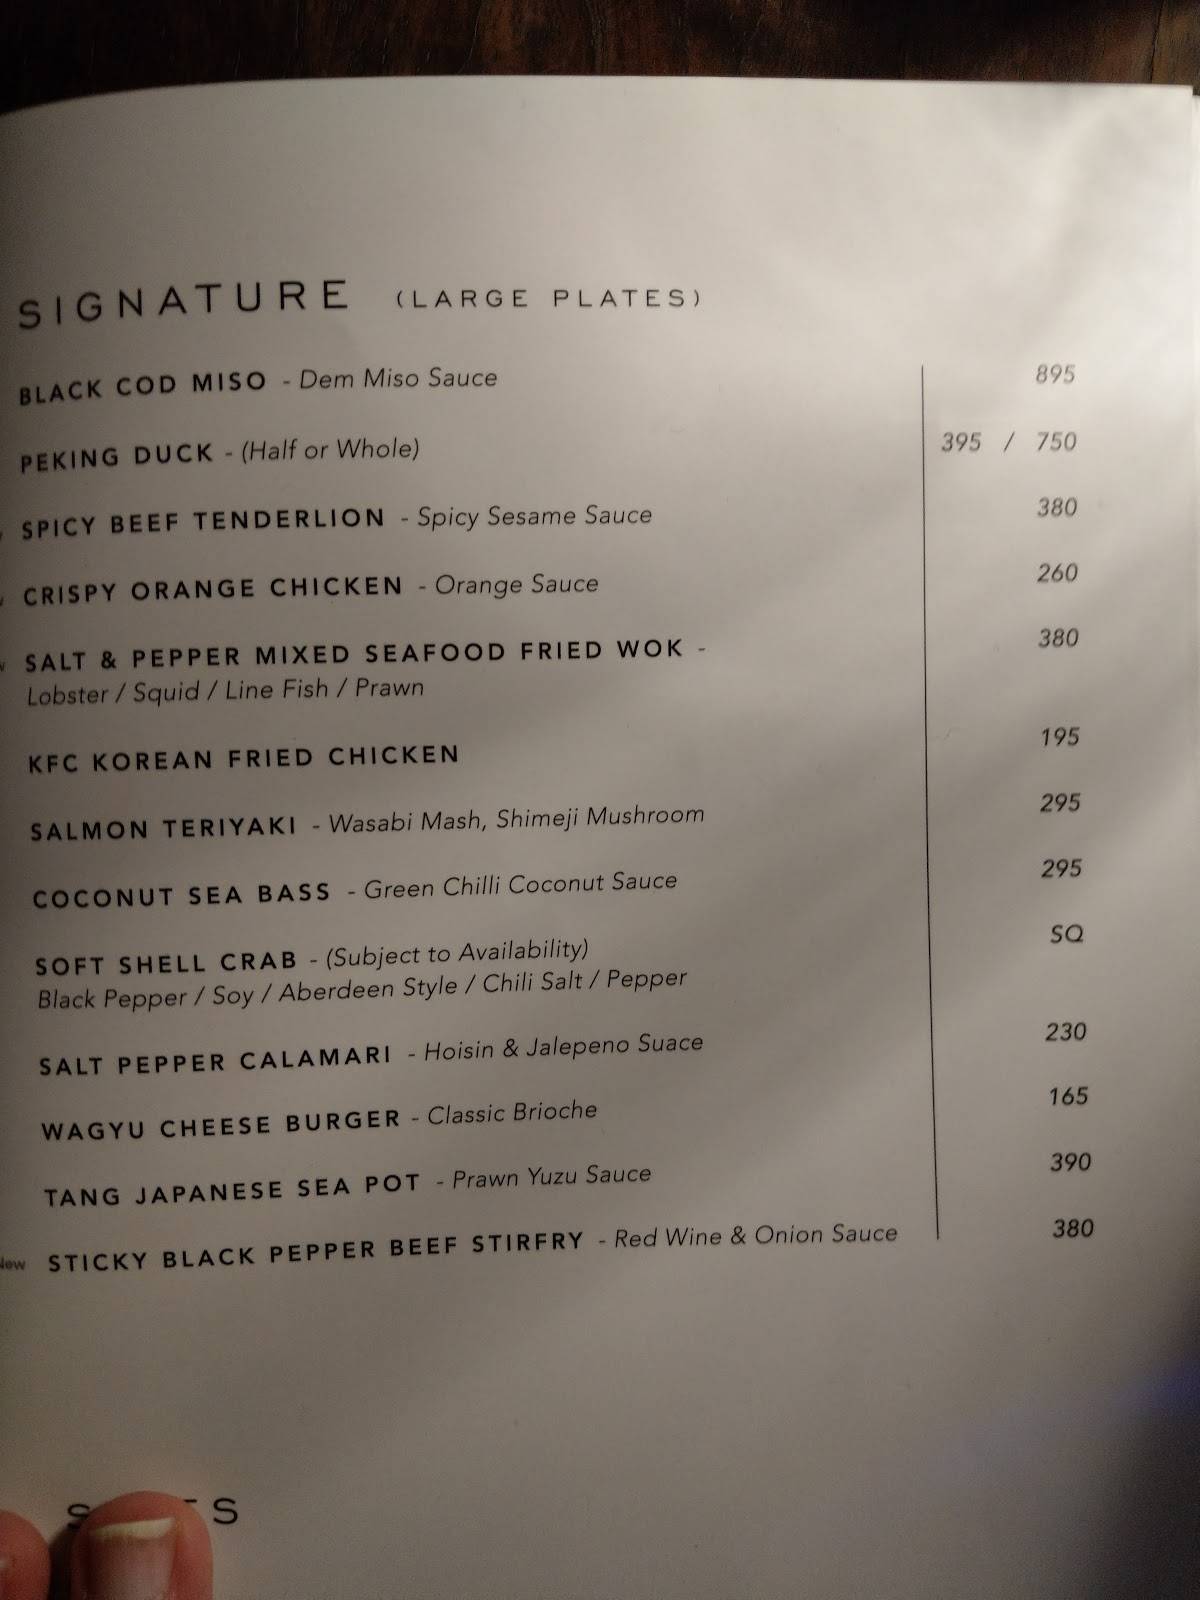 SIGNATURE (LARGE PLATES)
BLACK COD MISO - Dem Miso Sauce 895
PEKING DUCK - (Half or Whole) 395 / 750
SPICY BEEF TENDERLION - Spicy Sesame Sauce 380
CRISPY ORANGE CHICKEN - Orange Sauce 260
SALT & PEPPER MIXED SEAFOOD FRIED WOK - 380
Lobster / Squid / Line Fish / Prawn
KFC KOREAN FRIED CHICKEN 195
SALMON TERIYAKI - Wasabi Mash, Shimeji Mushroom 295
COCONUT SEA BASS - Green Chilli Coconut Sauce 295
SOFT SHELL CRAB - (Subject to Availability) SQ
Black Pepper / Soy / Aberdeen Style / Chili Salt / Pepper
SALT PEPPER CALAMARI - Hoisin & Jalepeno Suace 230
WAGYU CHEESE BURGER - Classic Brioche 165
TANG JAPANESE SEA POT - Prawn Yuzu Sauce 390
New STICKY BLACK PEPPER BEEF STIRFRY - Red Wine & Onion Sauce 380